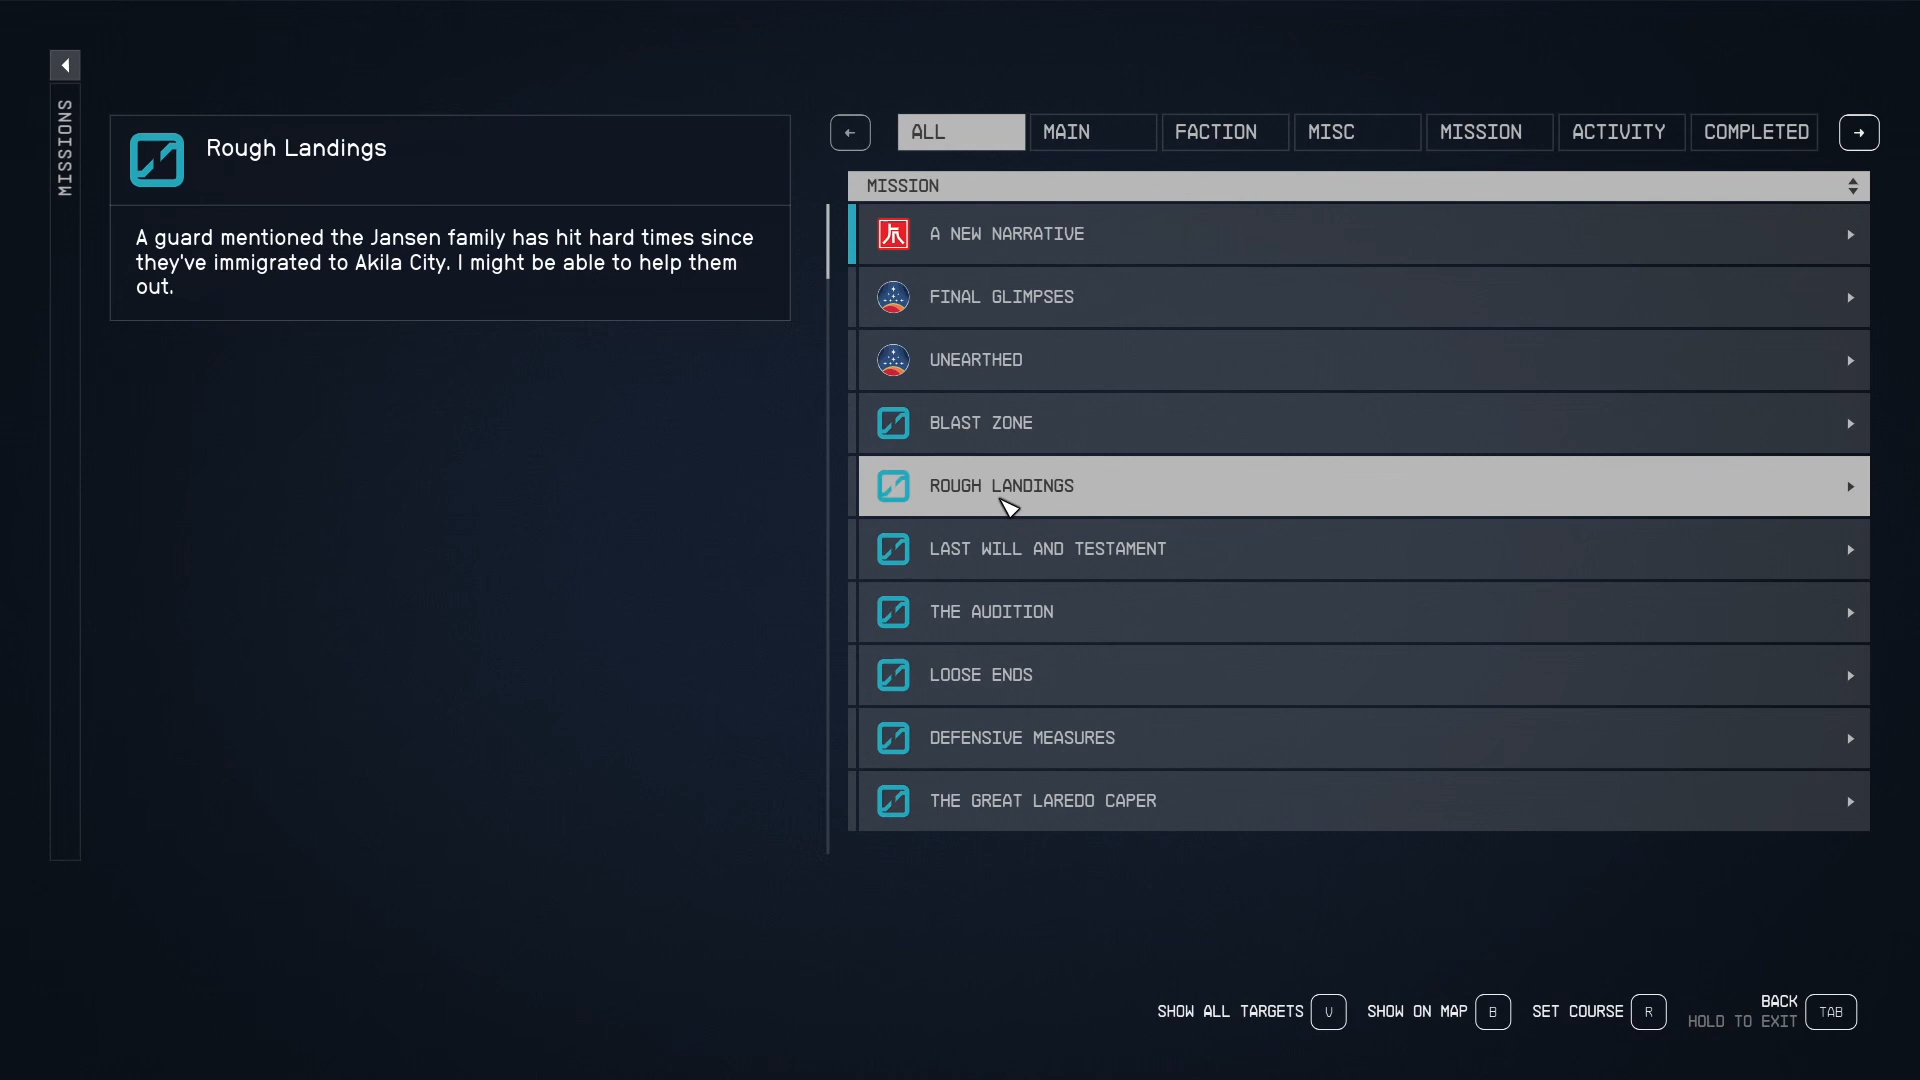 MISSIONS
Rough Landings
A guard mentioned the Jansen family has hit hard times since
they've immigrated to Akila City. I might be able to help them
out.
ALL
MAIN
FACTION
MISC
MISSION
ACTIVITY
COMPLETED
MISSION
A NEW NARRATIVE
FINAL GLIMPSES
UNEARTHED
BLAST ZONE
ROUGH LANDINGS
LAST WILL AND TESTAMENT
THE AUDITION
LOOSE ENDS
DEFENSIVE MEASURES
THE GREAT LAREDO CAPER
SHOW ALL TARGETS V
SHOW ON MAP B
SET COURSE R
BACK
HOLD TO EXIT
TAB